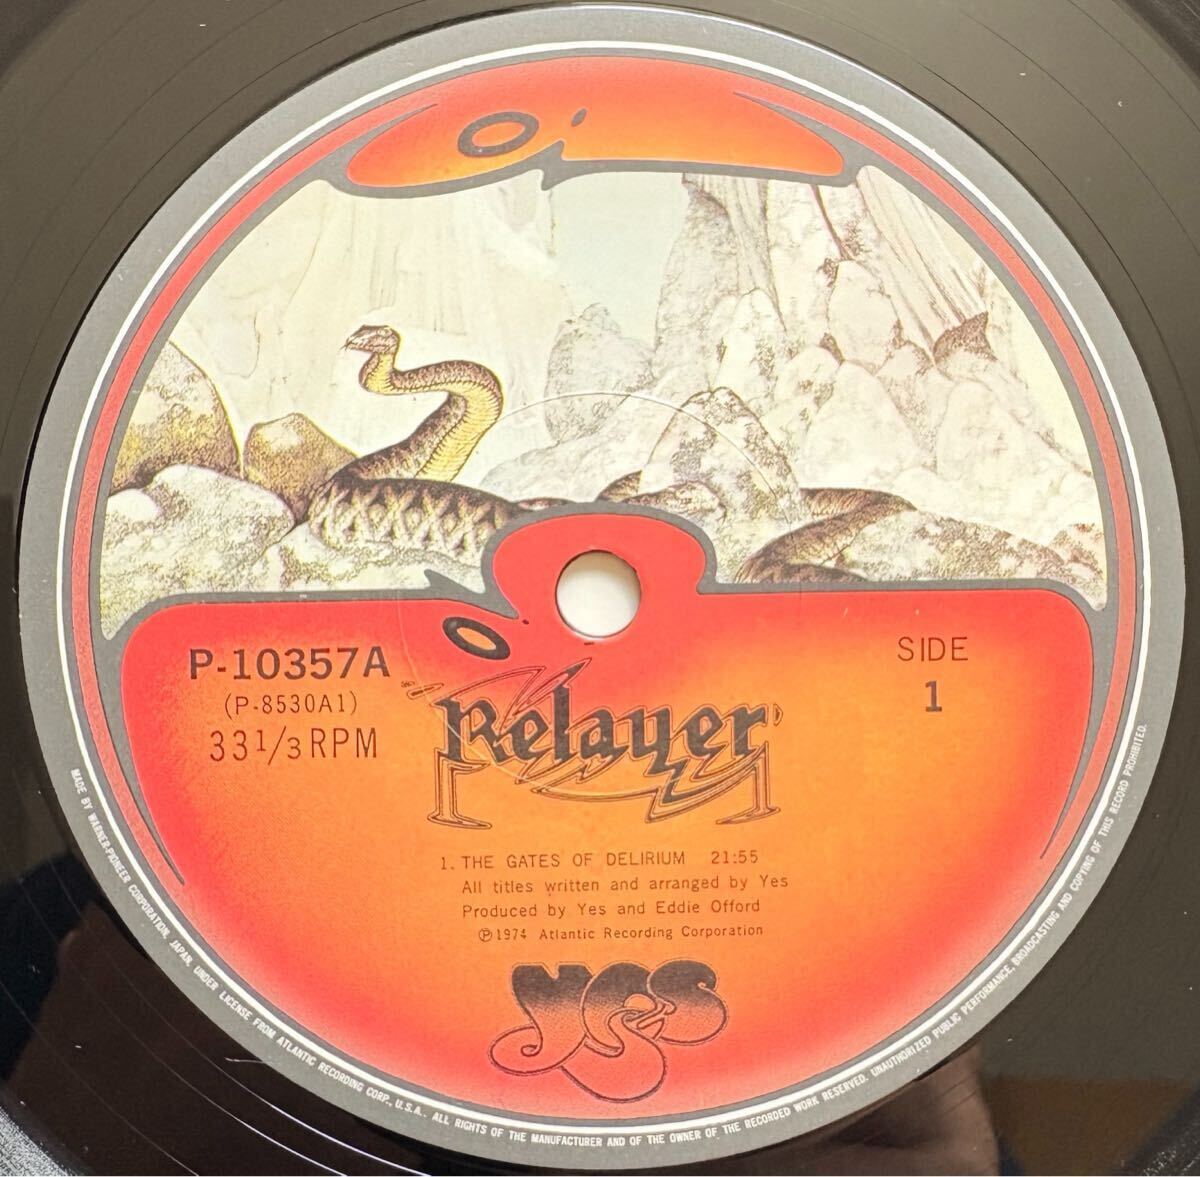 P-10357A
(P-8530A1)
33 1/3 RPM
SIDE
1
Relayer
1. THE GATES OF DELIRIUM 21:55
All titles written and arranged by Yes
Produced by Yes and Eddie Offord
Ⓟ1974 Atlantic Recording Corporation
YES
MADE BY WARNER-PIONEER CORPORATION, JAPAN, UNDER LICENSE FROM ATLANTIC RECORDING CORP., U.S.A.. ALL RIGHTS OF THE MANUFACTURER AND OF THE OWNER OF THE RECORDED WORK RESERVED. UNAUTHORIZED PUBLIC PERFORMANCE, BROADCASTING AND COPYING OF THIS RECORD PROHIBITED.